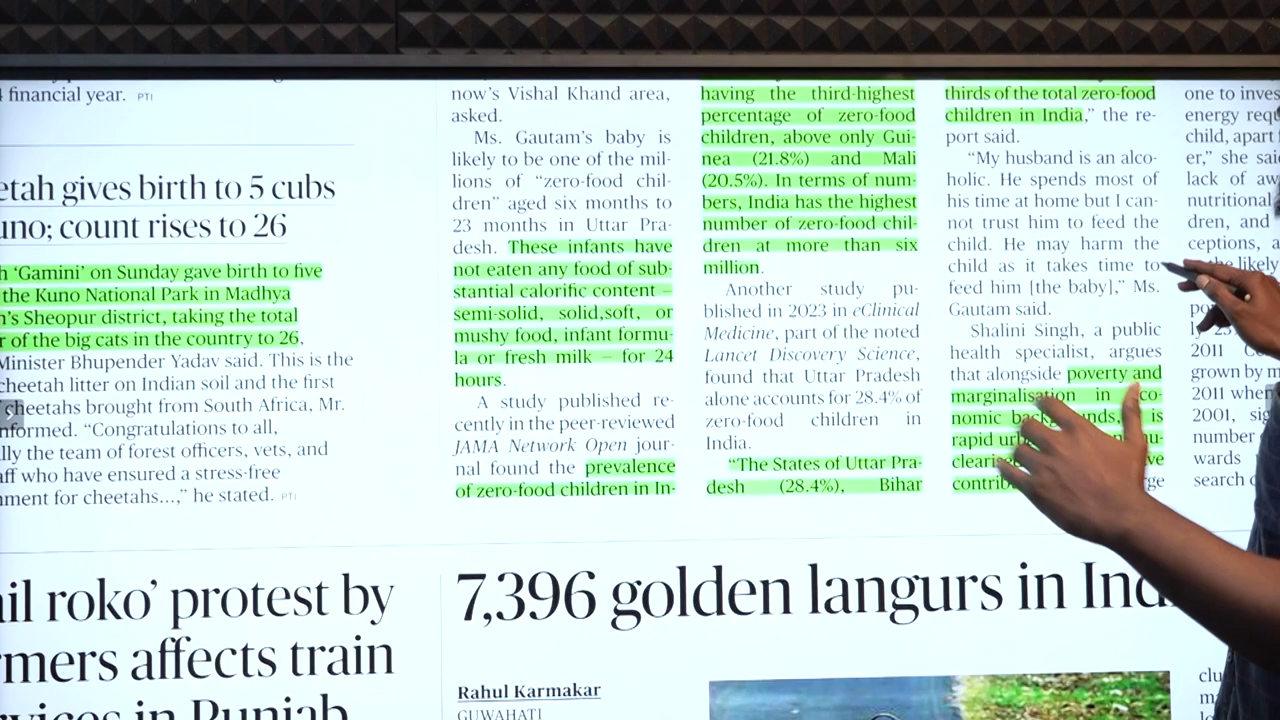 financial year. PTI
etah gives birth to 5 cubs
uno; count rises to 26
'Gamini' on Sunday gave birth to five
the Kuno National Park in Madhya
's Sheopur district, taking the total
of the big cats in the country to 26,
Minister Bhupender Yadav said. This is the
cheetah litter on Indian soil and the first
cheetahs brought from South Africa, Mr.
nformed. “Congratulations to all,
lly the team of forest officers, vets, and
aff who have ensured a stress-free
nment for cheetahs...,” he stated. PTI
ail roko’ protest by
rmers affects train
rvices in Punjab
now’s Vishal Khand area,
asked.
Ms. Gautam’s baby is
likely to be one of the mil-
lions of “zero-food chil-
dren” aged six months to
23 months in Uttar Pra-
desh. These infants have
not eaten any food of sub-
stantial calorific content –
semi-solid, solid,soft, or
mushy food, infant formu-
la or fresh milk – for 24
hours.
A study published re-
cently in the peer-reviewed
JAMA Network Open jour-
nal found the prevalence
of zero-food children in In-
having the third-highest
percentage of zero-food
children, above only Gui-
nea (21.8%) and Mali
(20.5%). In terms of num-
bers, India has the highest
number of zero-food chil-
dren at more than six
million.
Another study pu-
blished in 2023 in eClinical
Medicine, part of the noted
Lancet Discovery Science,
found that Uttar Pradesh
alone accounts for 28.4% of
zero-food children in
India.
“The States of Uttar Pra-
desh (28.4%), Bihar
thirds of the total zero-food
children in India,” the re-
port said.
“My husband is an alco-
holic. He spends most of
his time at home but I can-
not trust him to feed the
child. He may harm the
child as it takes time to
feed him [the baby],” Ms.
Gautam said.
Shalini Singh, a public
health specialist, argues
that alongside poverty and
marginalisation in eco-
nomic backgrounds, is
rapid
one to inves
energy requ
child, apart
er,” she sai
lack of aw
nutritional
dren, and
ceptions, a
the likely
2011
grown by m
2011 when
2001, sig
number
wards
search
7,396 golden langurs in Ind
Rahul Karmakar
GUWAHATI